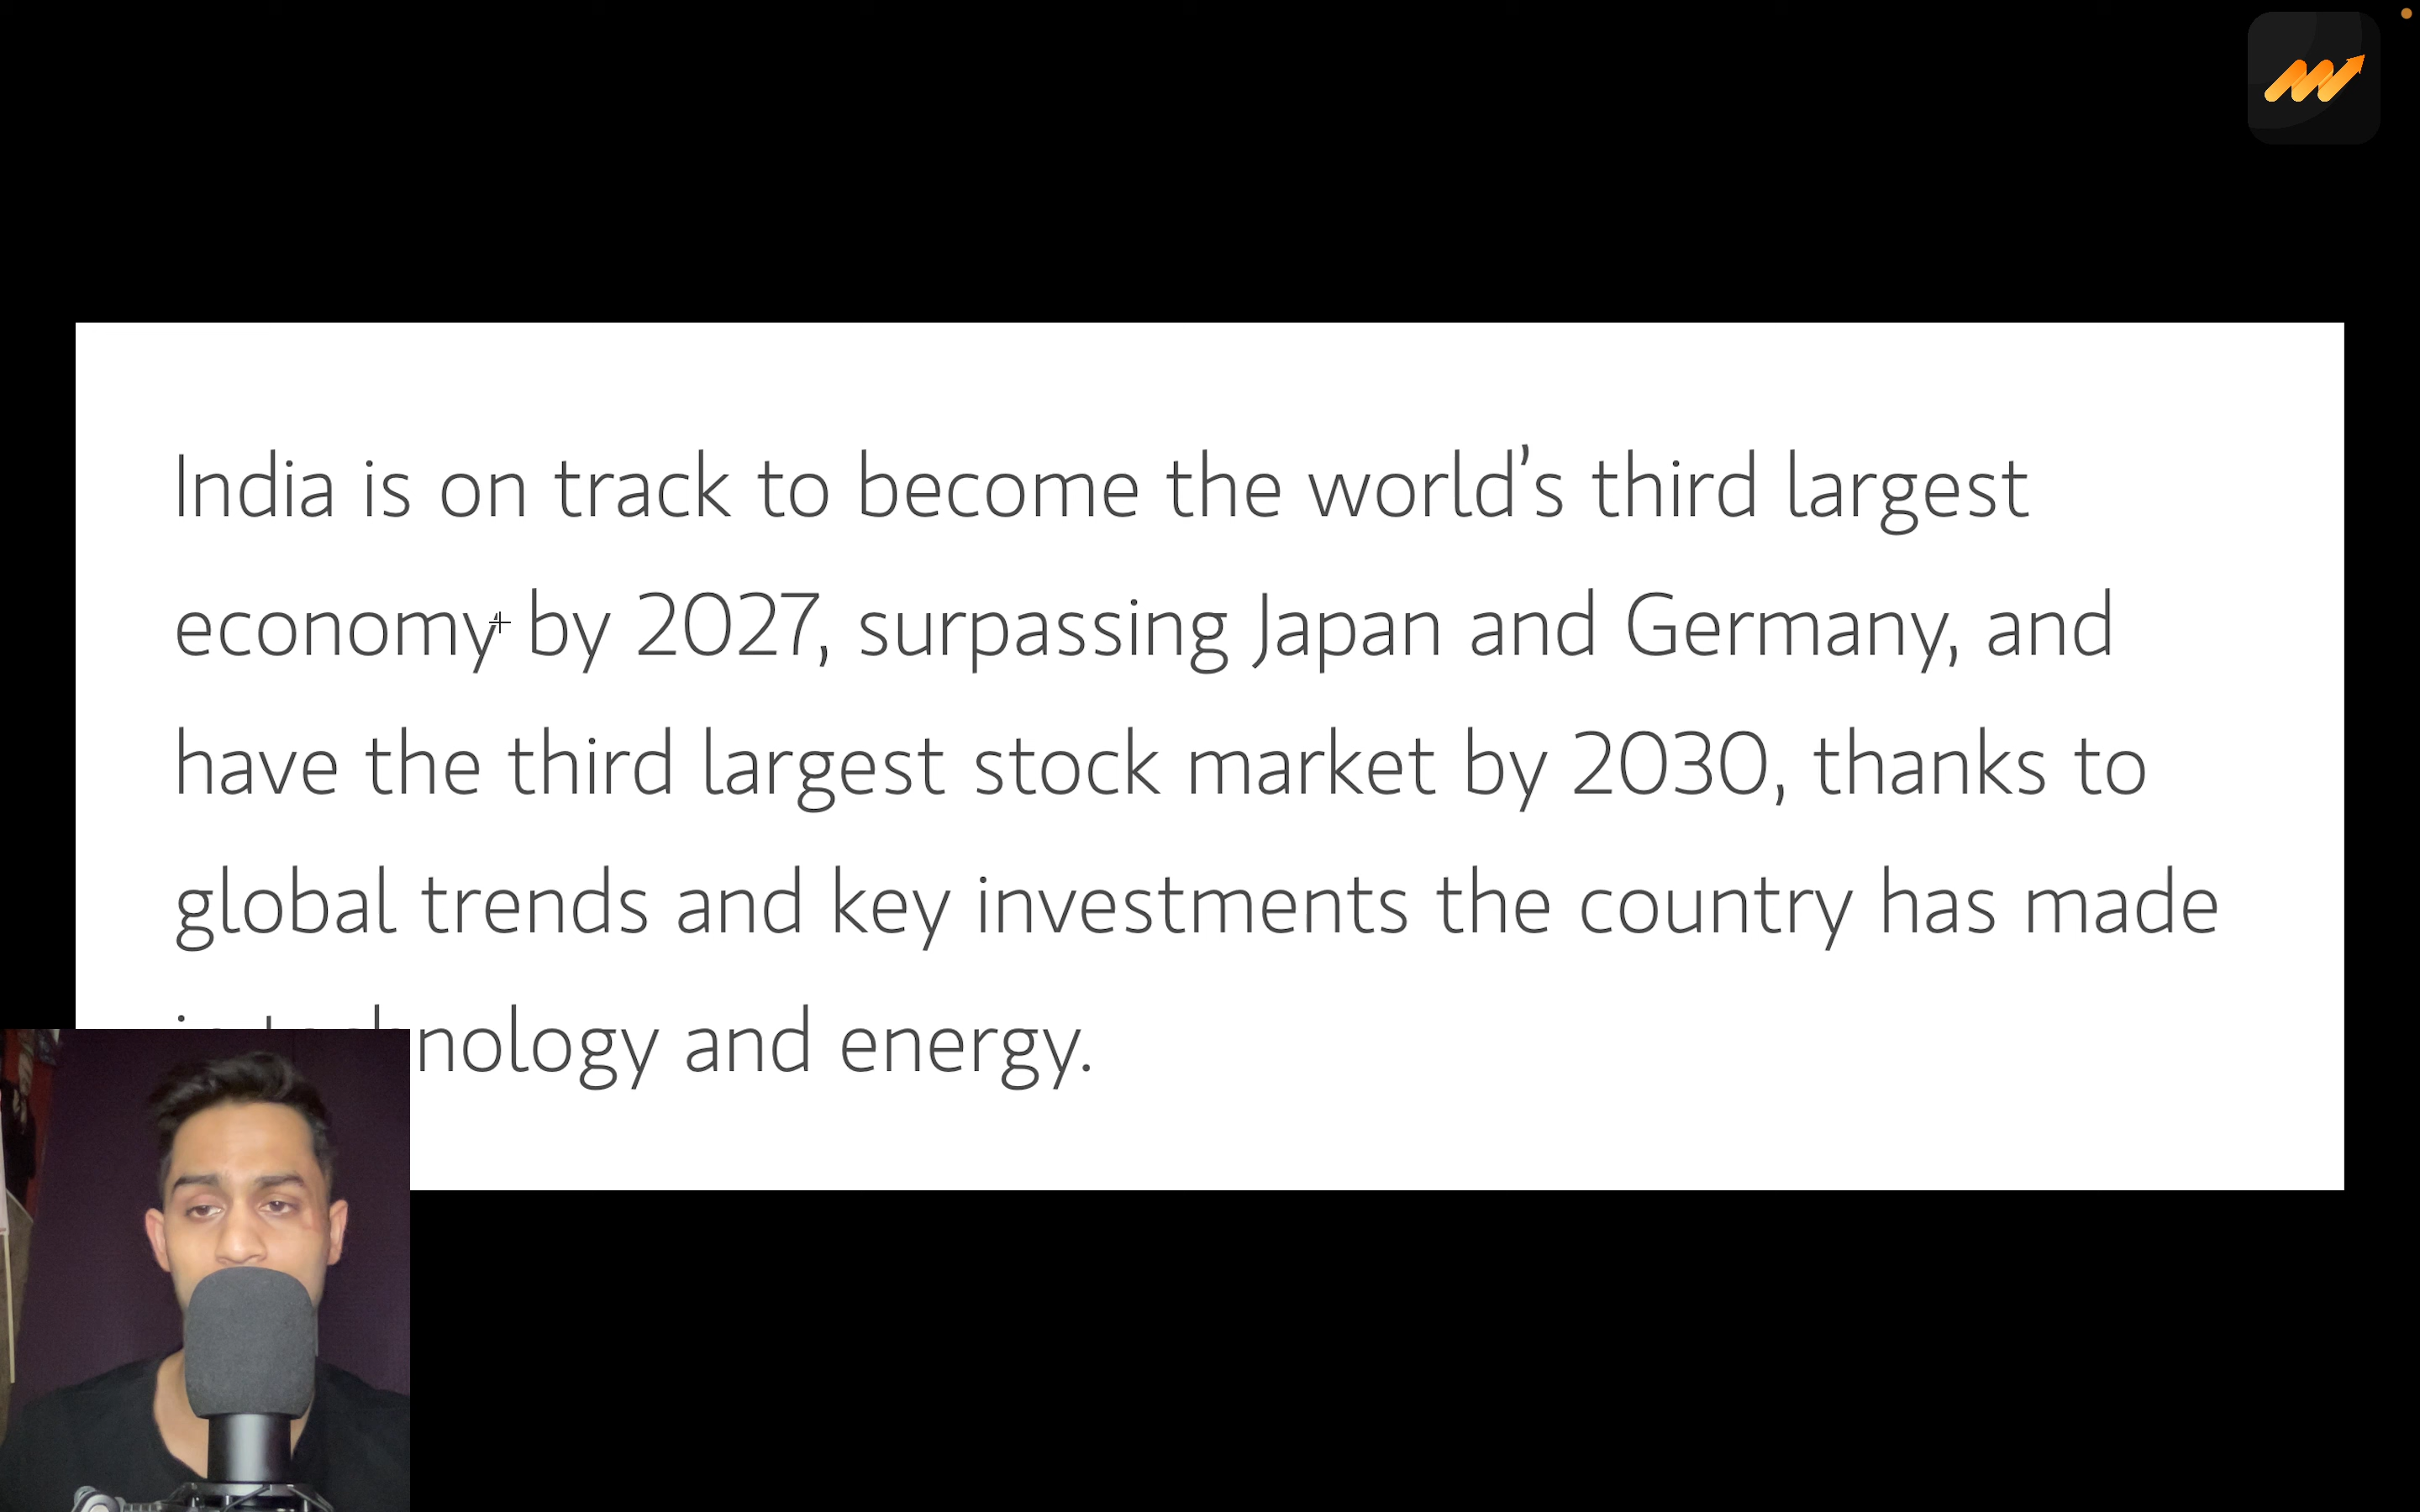 India is on track to become the world’s third largest
economy by 2027, surpassing Japan and Germany, and
have the third largest stock market by 2030, thanks to
global trends and key investments the country has made
in technology and energy.